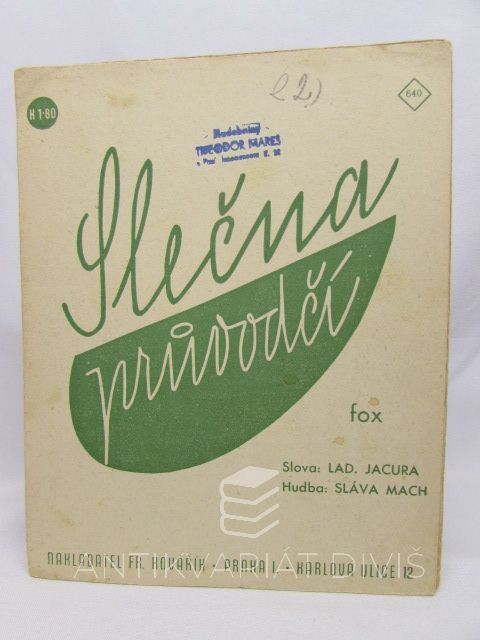 K 1·80
2)
640
Hudebniny
THEODOR MAREŠ
Slečna
průvodčí
fox
Slova: LAD. JACURA
Hudba: SLÁVA MACH
NAKLADATEL FR. KOVAŘÍK · PRAHA I · KARLOVA ULICE 12
ANTIKVARIÁT DIVIŠ